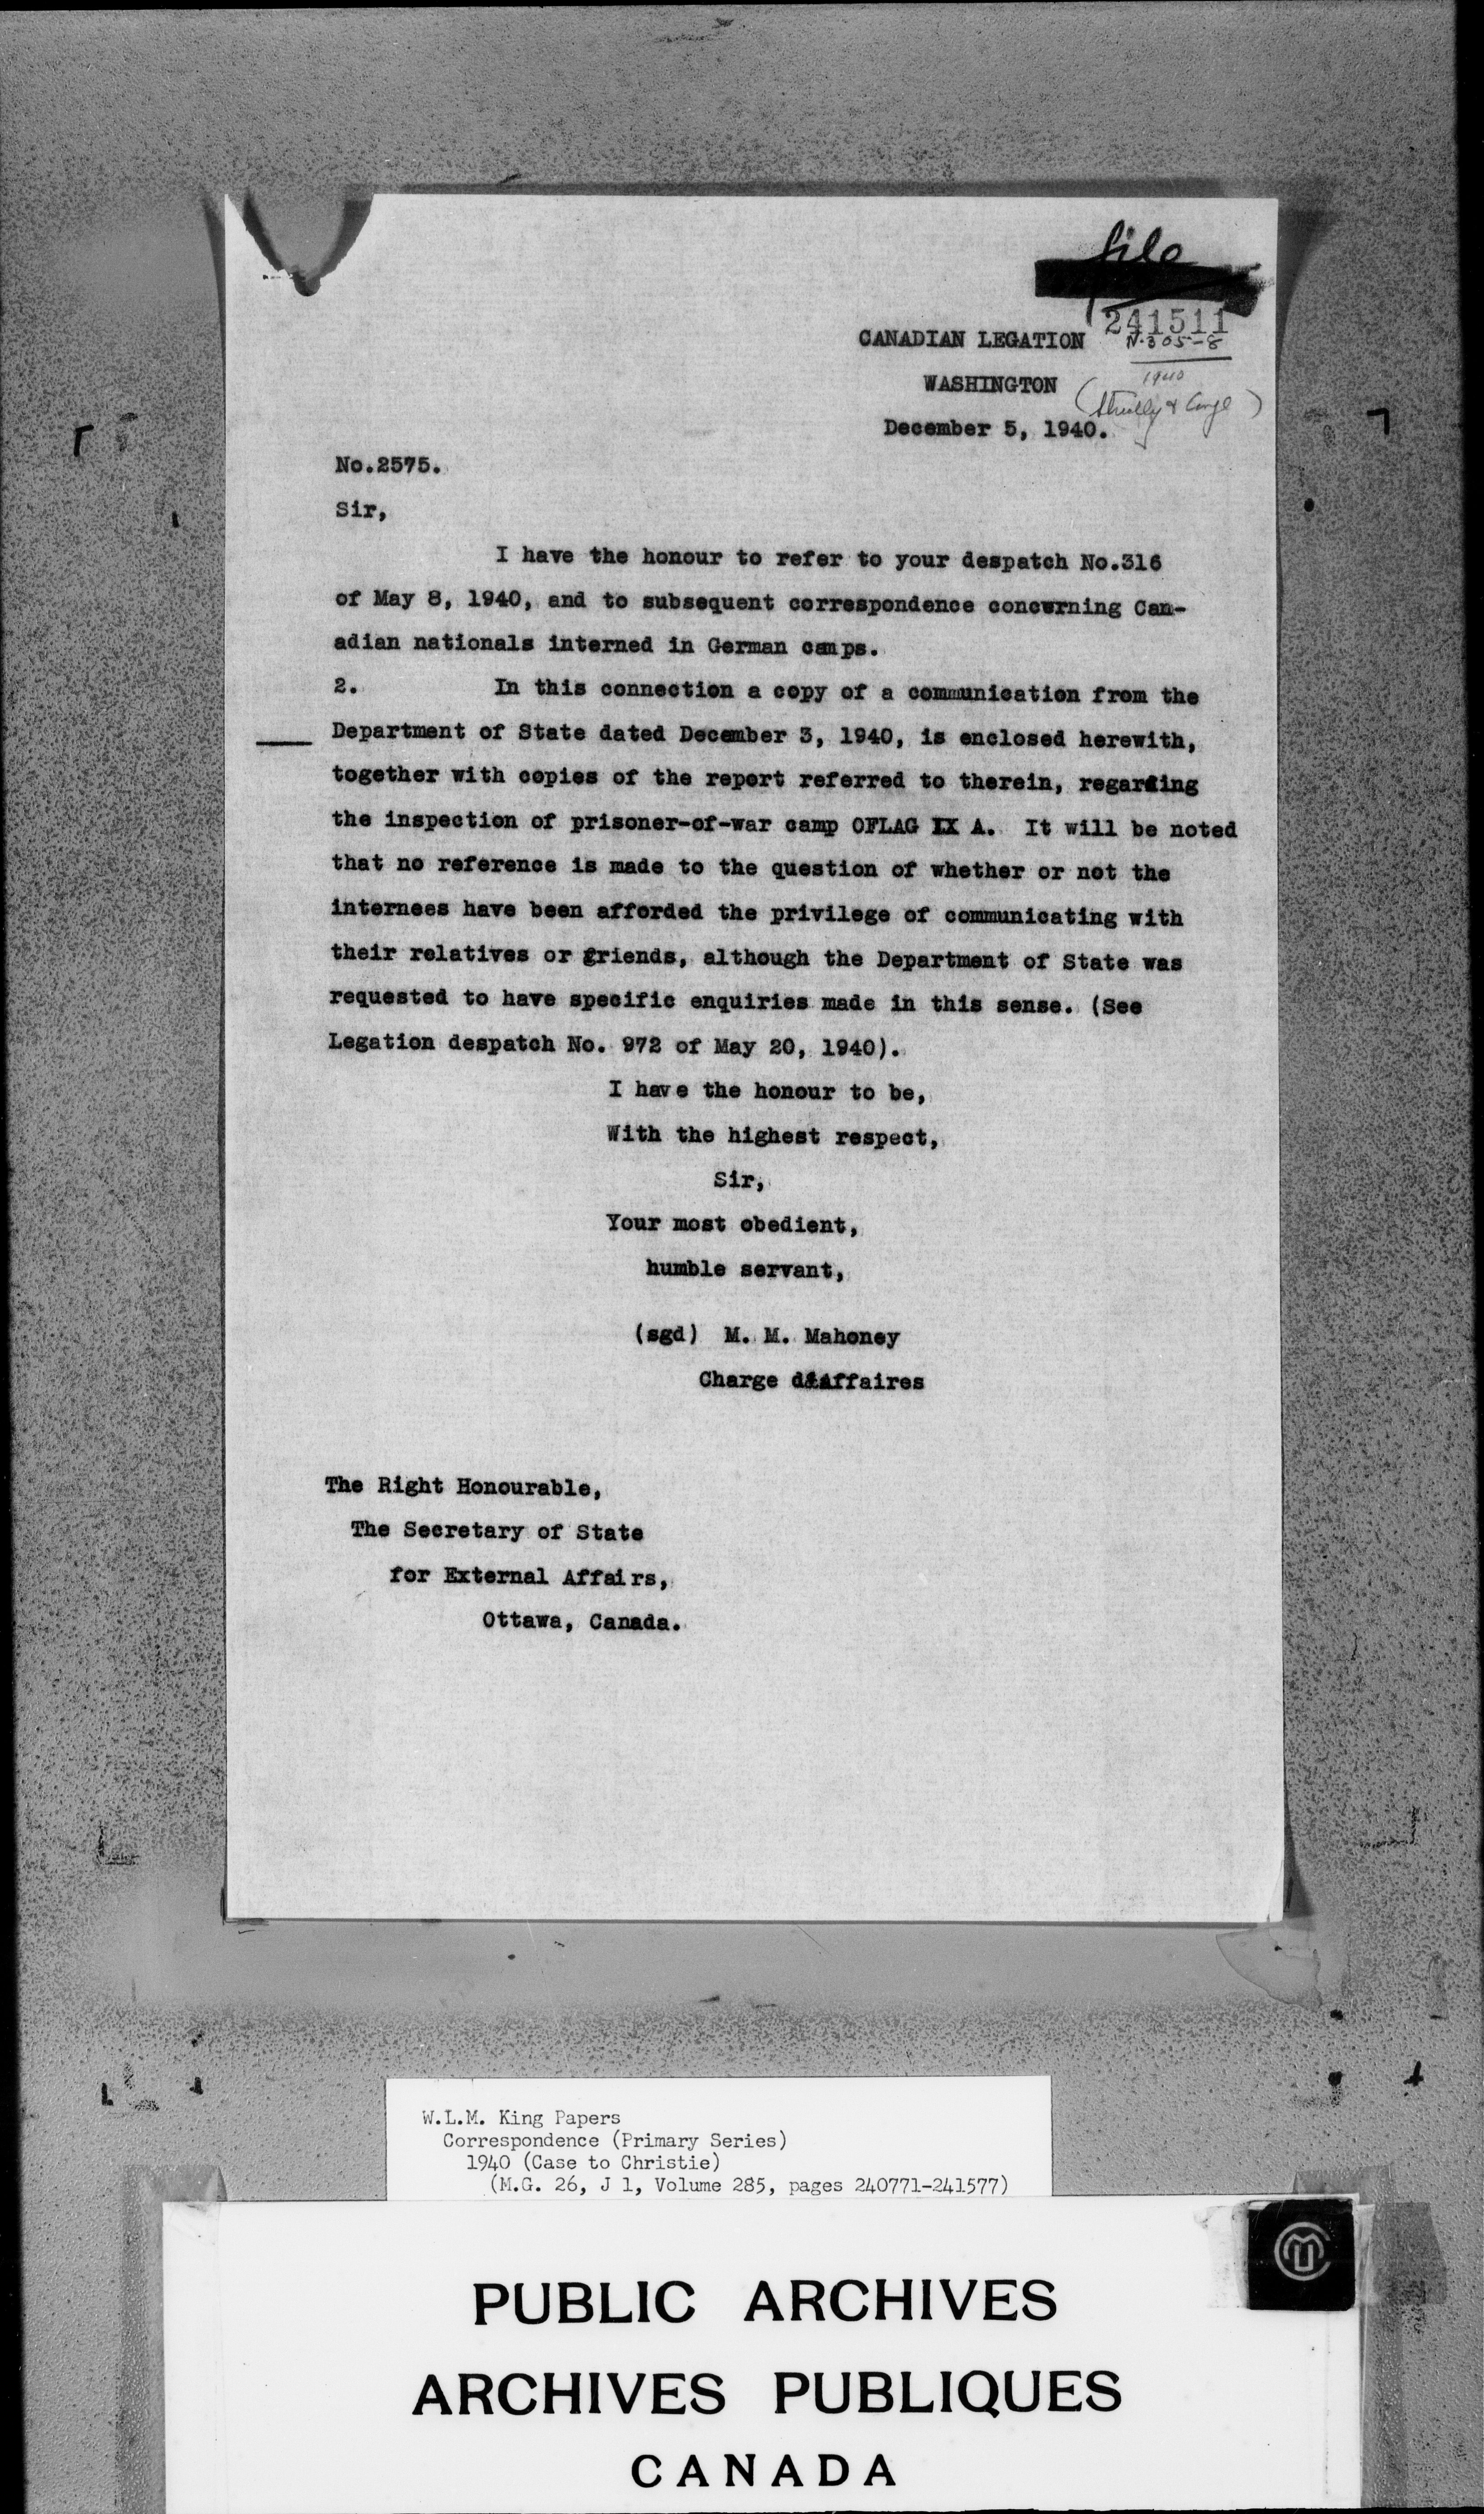 file
241511
CANADIAN LEGATION
N.305-8
1940
WASHINGTON
December 5, 1940.
No.2575.
Sir,
I have the honour to refer to your despatch No.316
of May 8, 1940, and to subsequent correspondence concerning Can-
adian nationals interned in German camps.
2. In this connection a copy of a communication from the
Department of State dated December 3, 1940, is enclosed herewith,
together with copies of the report referred to therein, regarding
the inspection of prisoner-of-war camp OFLAG IX A. It will be noted
that no reference is made to the question of whether or not the
internees have been afforded the privilege of communicating with
their relatives or friends, although the Department of State was
requested to have specific enquiries made in this sense. (See
Legation despatch No. 972 of May 20, 1940).
I have the honour to be,
With the highest respect,
Sir,
Your most obedient,
humble servant,
(sgd) M. M. Mahoney
Charge d'Affaires
The Right Honourable,
The Secretary of State
for External Affairs,
Ottawa, Canada.
W.L.M. King Papers
Correspondence (Primary Series)
1940 (Case to Christie)
(M.G. 26, J 1, Volume 285, pages 240771-241577)
PUBLIC ARCHIVES
ARCHIVES PUBLIQUES
CANADA